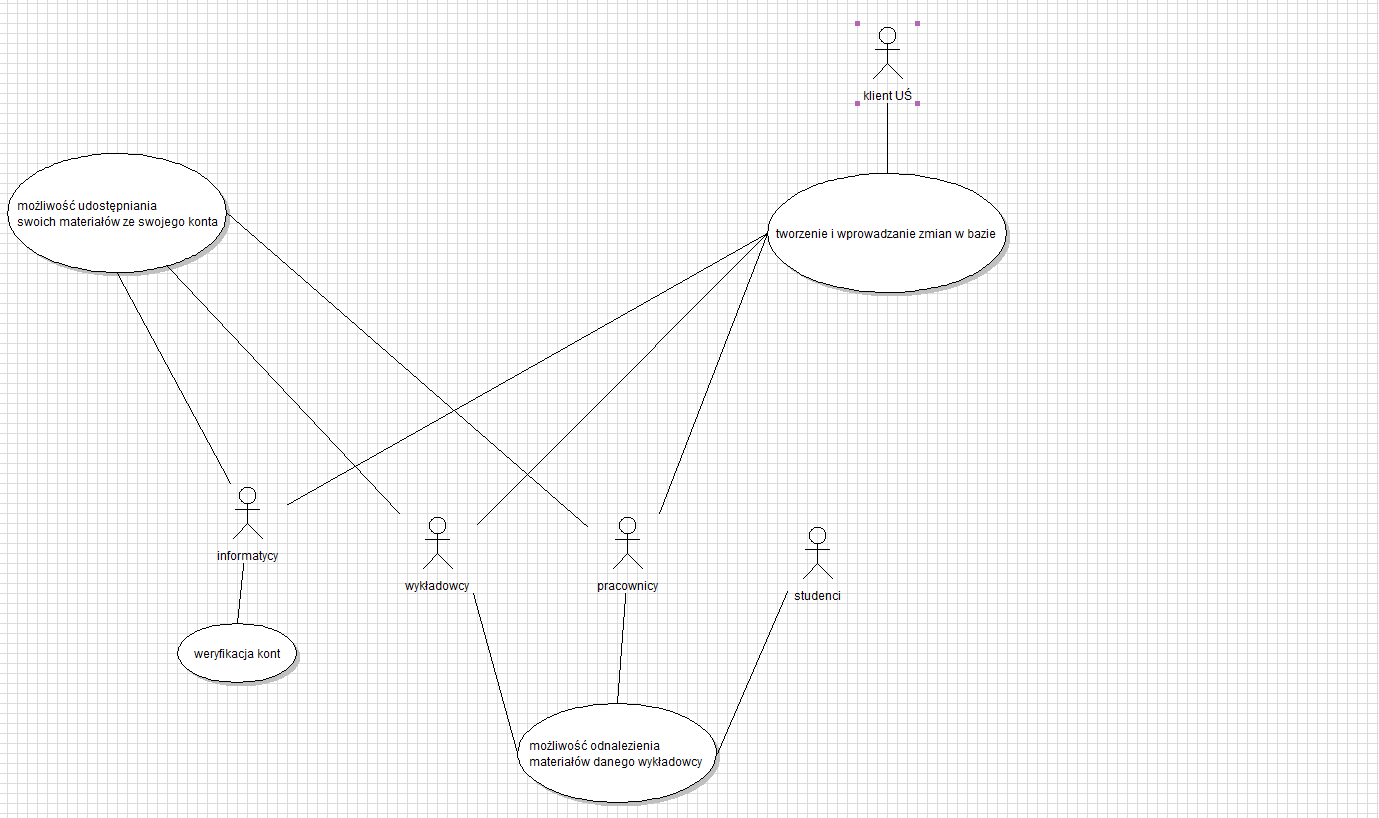 klient UŚ
możliwość udostępniania
swoich materiałów ze swojego konta
tworzenie i wprowadzanie zmian w bazie
informatycy
wykładowcy
pracownicy
studenci
weryfikacja kont
możliwość odnalezienia
materiałów danego wykładowcy